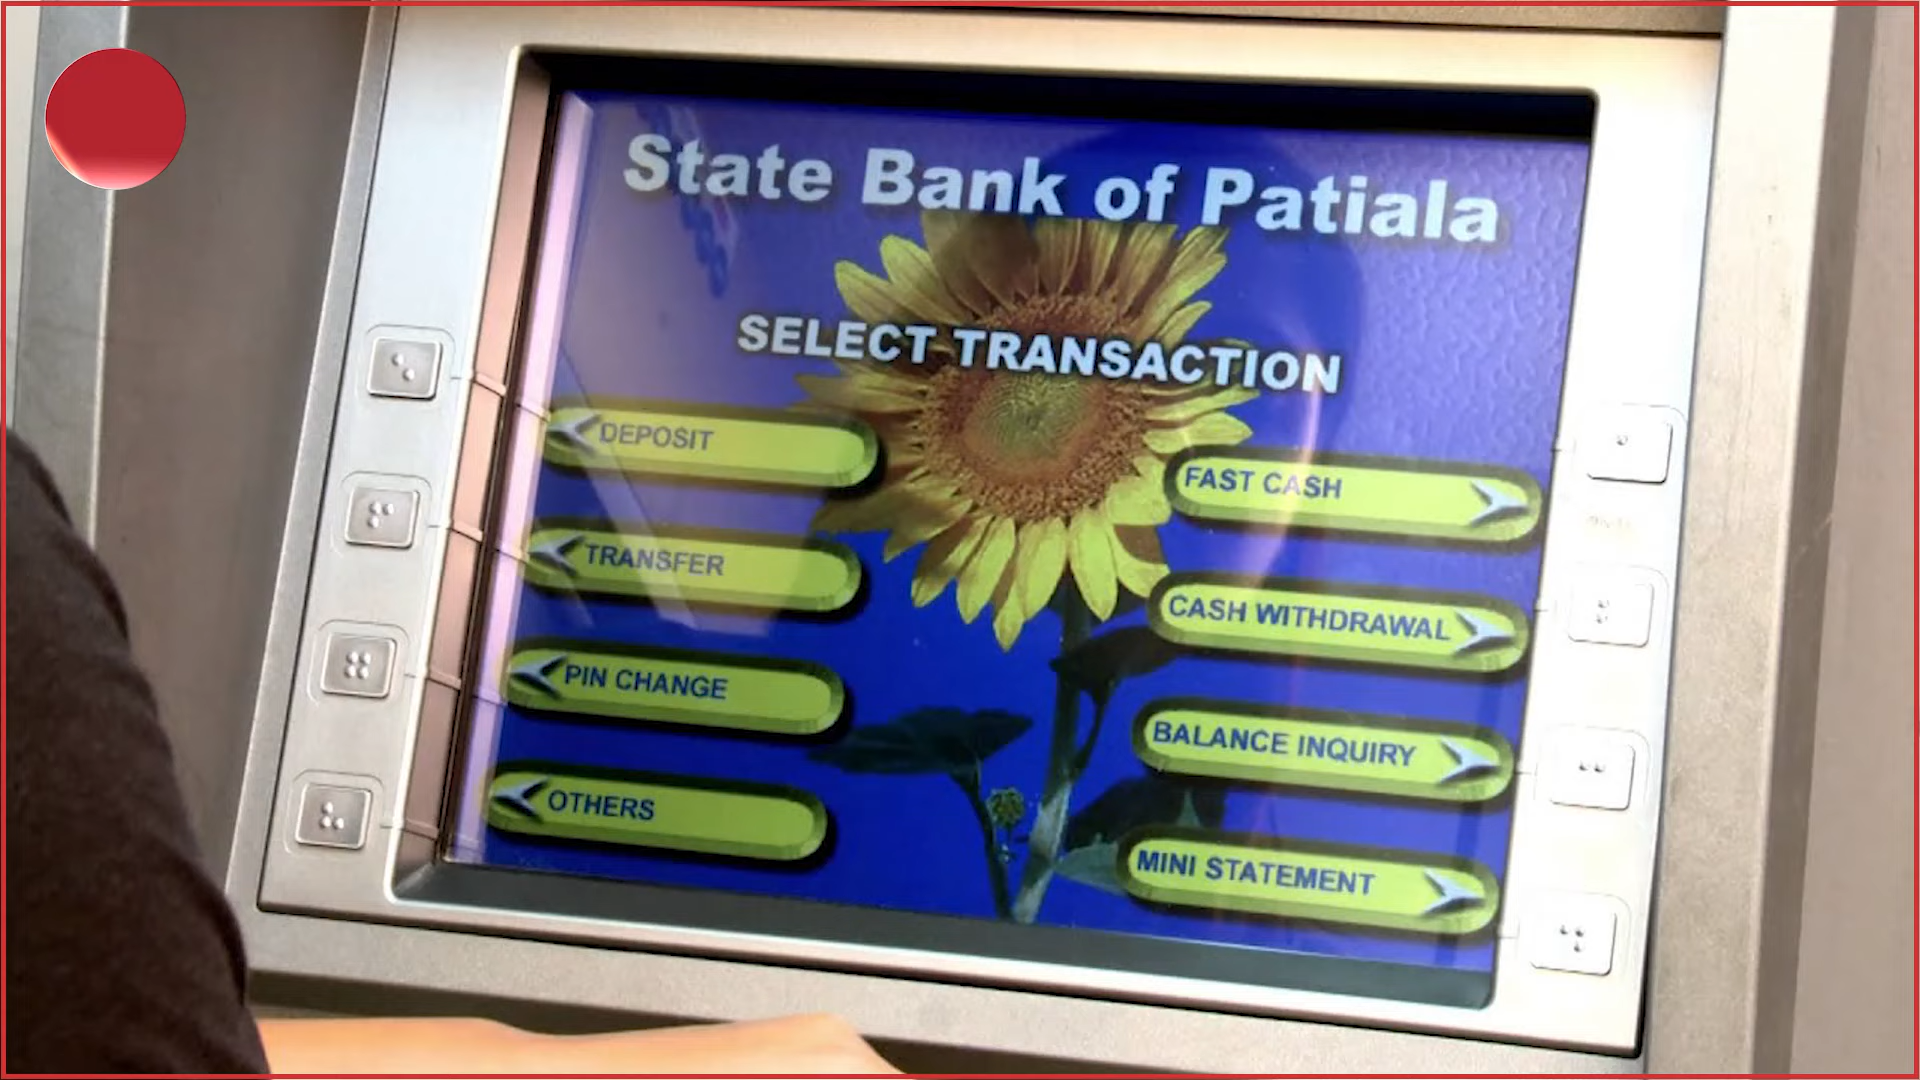 State Bank of Patiala
SELECT TRANSACTION
DEPOSIT
TRANSFER
PIN CHANGE
OTHERS
FAST CASH
CASH WITHDRAWAL
BALANCE INQUIRY
MINI STATEMENT